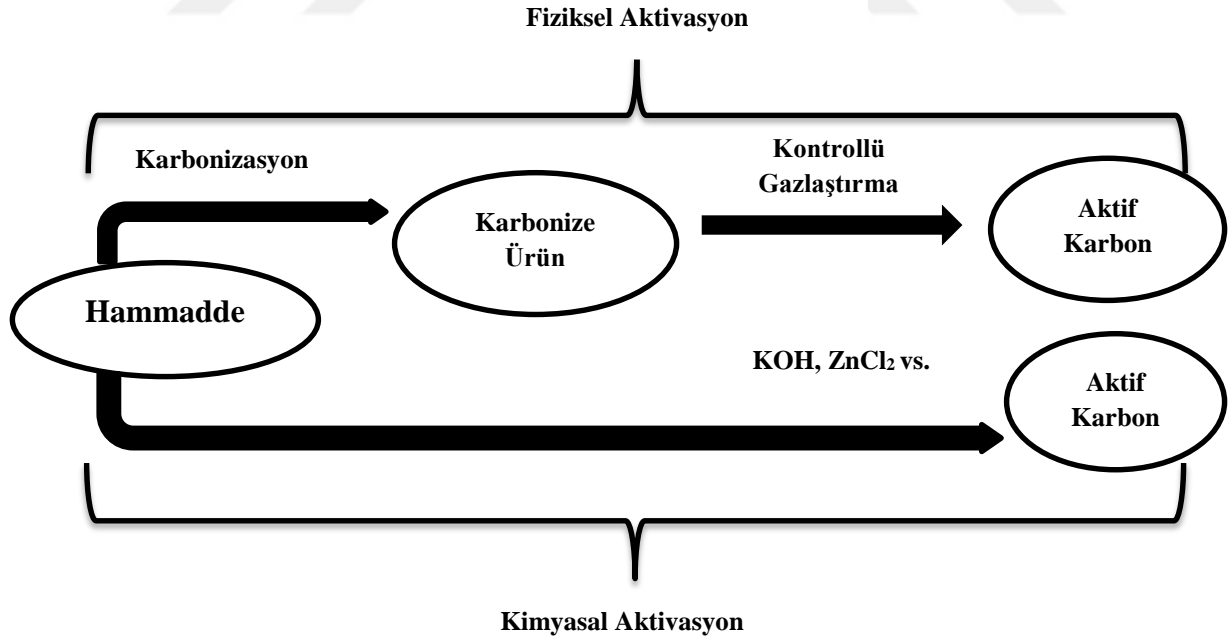 Fiziksel Aktivasyon
Karbonizasyon
Kontrollü
Gazlaştırma
Karbonize
Ürün
Aktif
Karbon
Hammadde
KOH, ZnCl₂ vs.
Aktif
Karbon
Kimyasal Aktivasyon